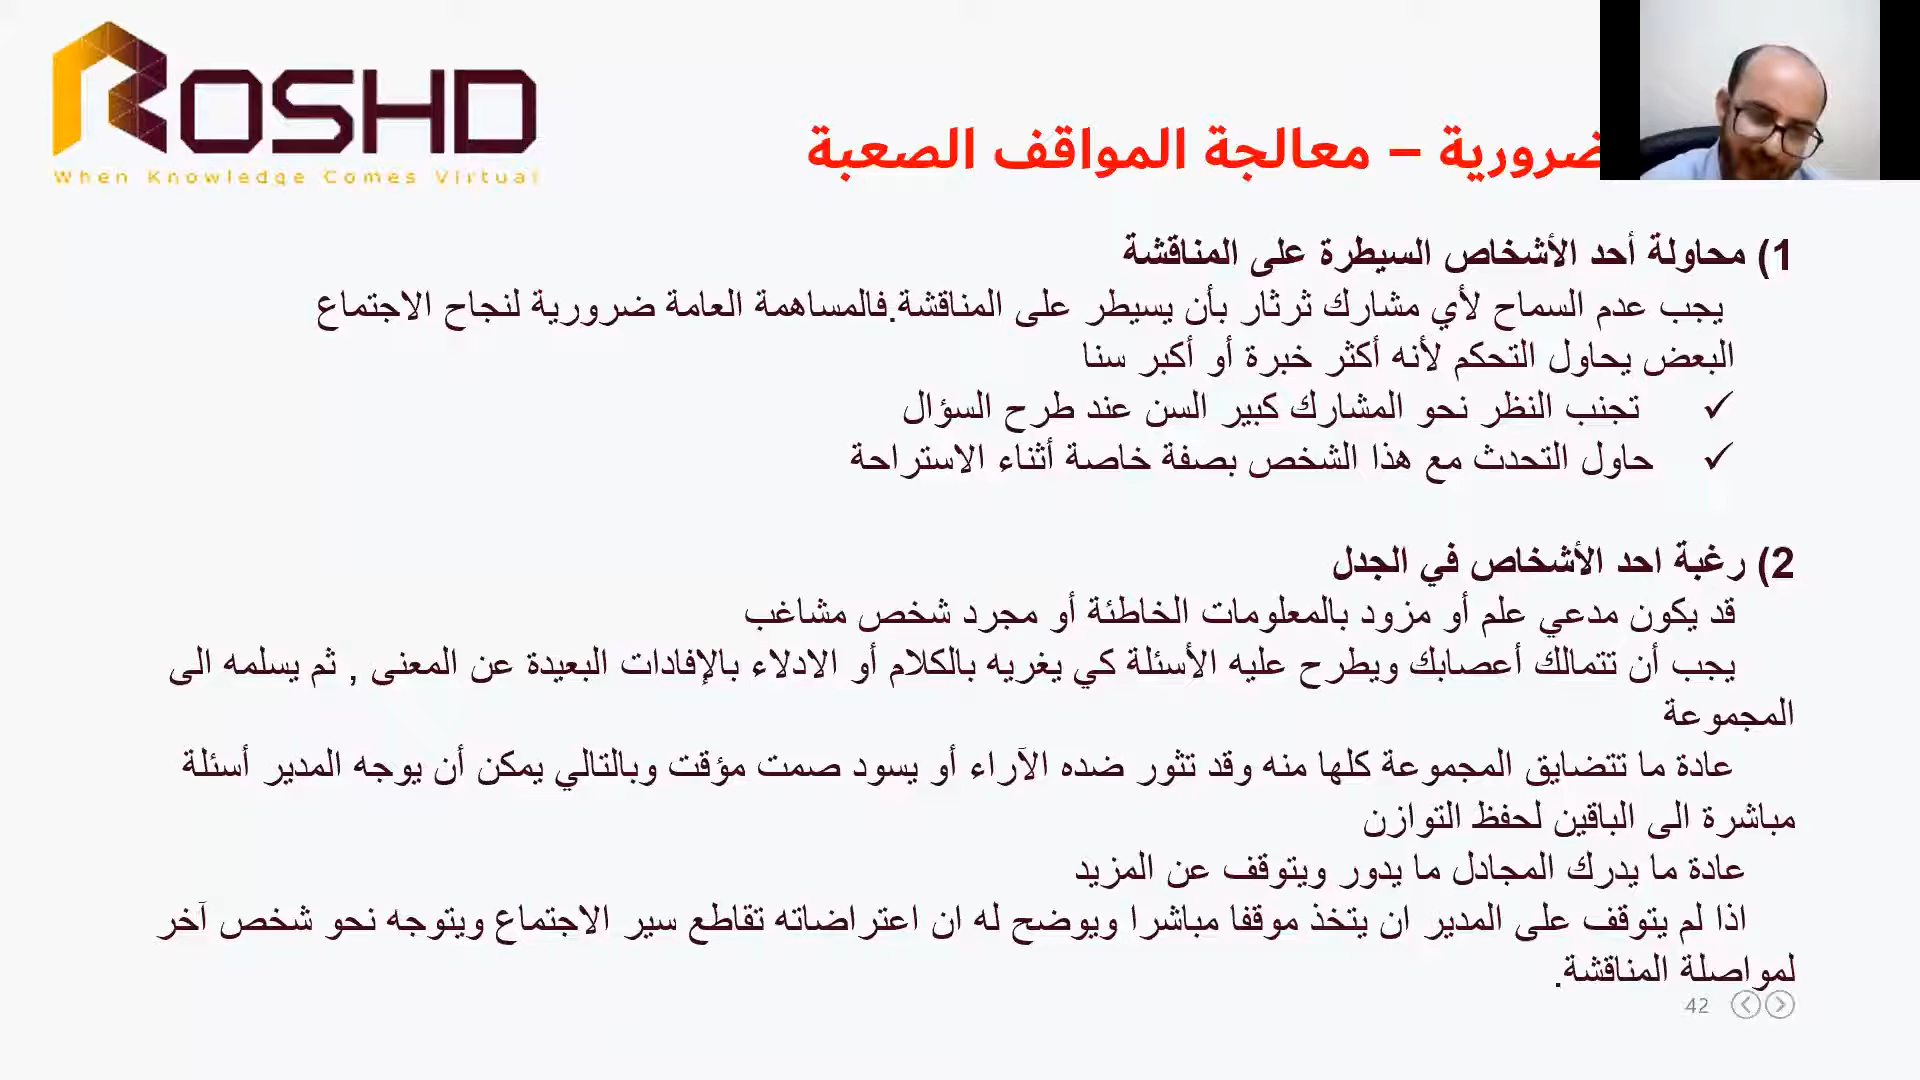 ROSHD
When Knowledge Comes Virtual
– معالجة المواقف الصعبة
1) محاولة أحد الأشخاص السيطرة على المناقشة
يجب عدم السماح لأي مشارك ثرثار بأن يسيطر على المناقشة.فالمساهمة العامة ضرورية لنجاح الاجتماع
البعض يحاول التحكم لأنه أكثر خبرة أو أكبر سنا
✓ تجنب النظر نحو المشارك كبير السن عند طرح السؤال
✓ حاول التحدث مع هذا الشخص بصفة خاصة أثناء الاستراحة
2) رغبة احد الأشخاص في الجدل
قد يكون مدعي علم أو مزود بالمعلومات الخاطئة أو مجرد شخص مشاغب
يجب أن تتمالك أعصابك ويطرح عليه الأسئلة كي يغريه بالكلام أو الادلاء بالإفادات البعيدة عن المعنى , ثم يسلمه الى
المجموعة
عادة ما تتضايق المجموعة كلها منه وقد تثور ضده الآراء أو يسود صمت مؤقت وبالتالي يمكن أن يوجه المدير أسئلة
مباشرة الى الباقين لحفظ التوازن
عادة ما يدرك المجادل ما يدور ويتوقف عن المزيد
اذا لم يتوقف على المدير ان يتخذ موقفا مباشرا ويوضح له ان اعتراضاته تقاطع سير الاجتماع ويتوجه نحو شخص آخر
لمواصلة المناقشة.
42